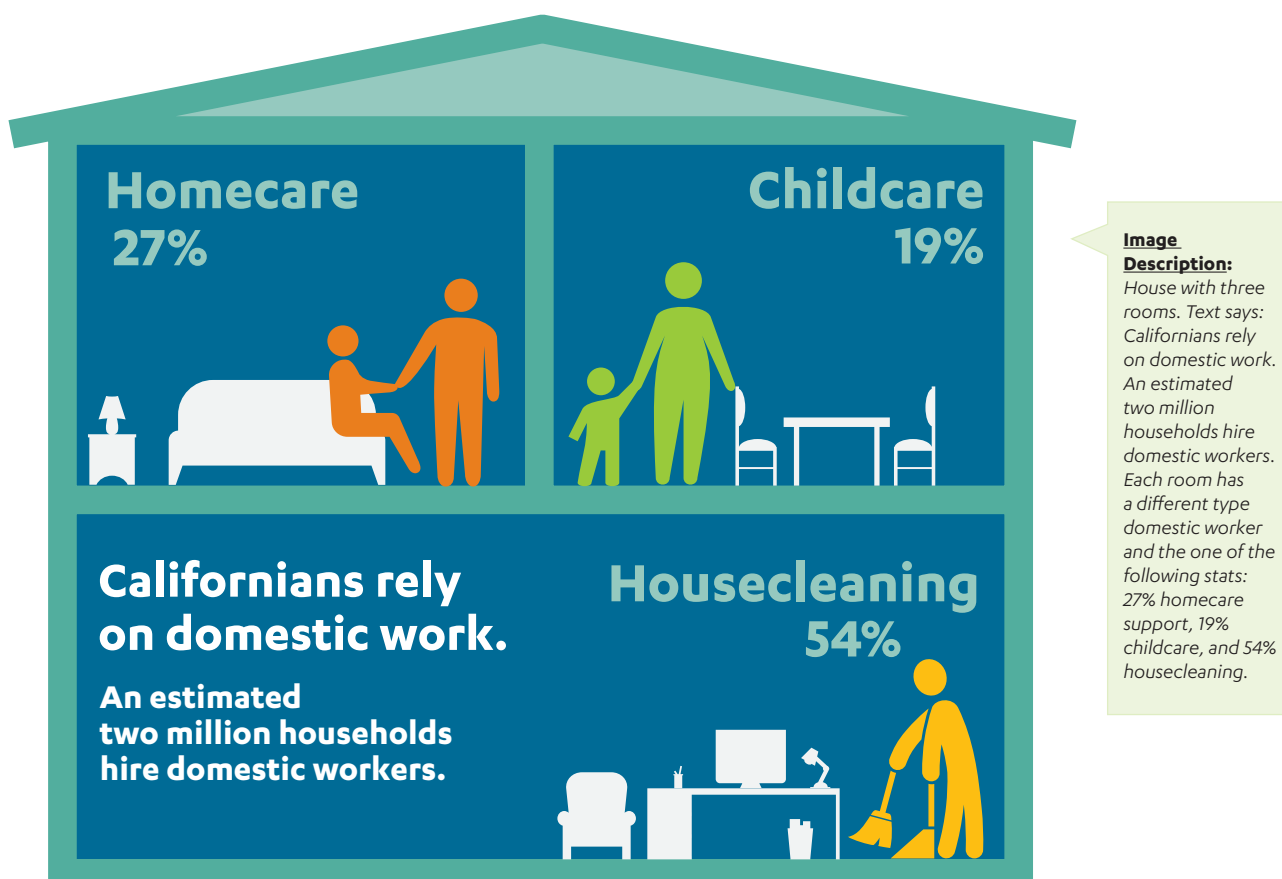 Homecare
27%
Childcare
19%
Californians rely
on domestic work.
An estimated
two million households
hire domestic workers.
Housecleaning
54%
Image
Description:
House with three
rooms. Text says:
Californians rely
on domestic work.
An estimated
two million
households hire
domestic workers.
Each room has
a different type
domestic worker
and the one of the
following stats:
27% homecare
support, 19%
childcare, and 54%
housecleaning.